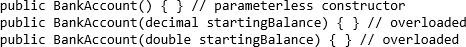 public BankAccount() { } // parameterless constructor
public BankAccount(decimal startingBalance) { } // overloaded
public BankAccount(double startingBalance) { } // overloaded